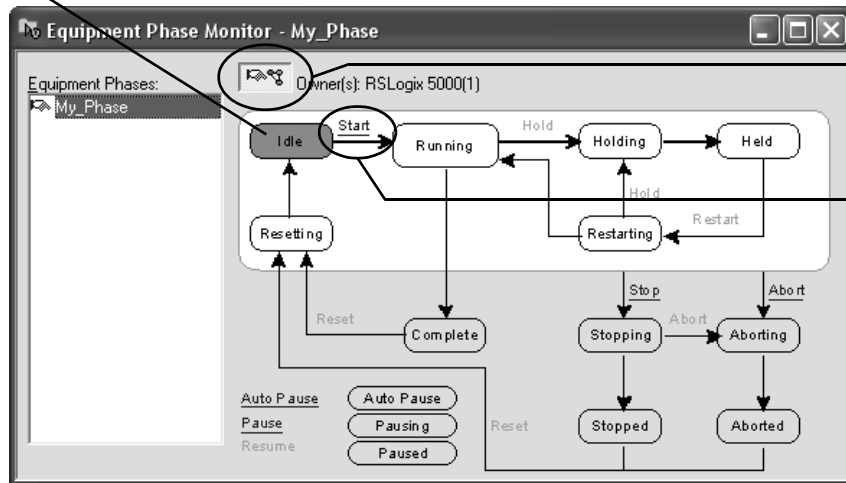 Equipment Phase Monitor - My_Phase
Equipment Phases:
Owner(s): RSLogix 5000(1)
My_Phase
Idle
Start
Running
Hold
Holding
Held
Hold
Resetting
Restarting
Restart
Stop
Abort
Reset
Complete
Stopping
Abort
Aborting
Auto Pause
Auto Pause
Pause
Pausing
Reset
Stopped
Aborted
Resume
Paused